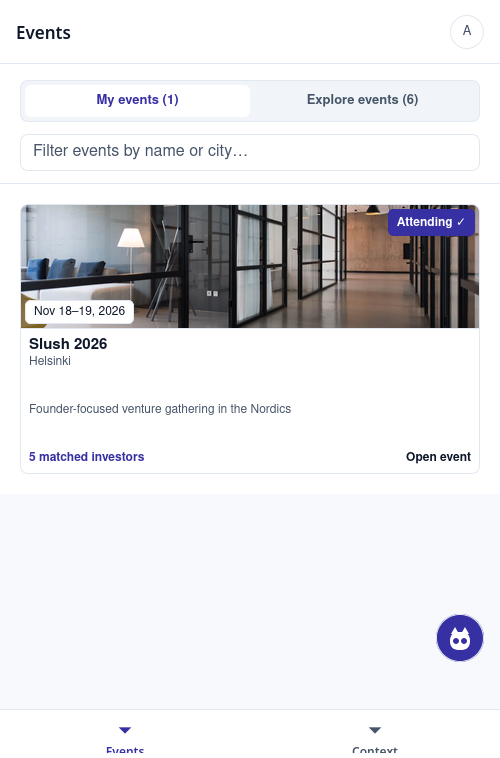 Events
A
My events (1)
Explore events (6)
Filter events by name or city…
Attending ✓
Nov 18–19, 2026
Slush 2026
Helsinki
Founder-focused venture gathering in the Nordics
5 matched investors
Open event
Events
Context